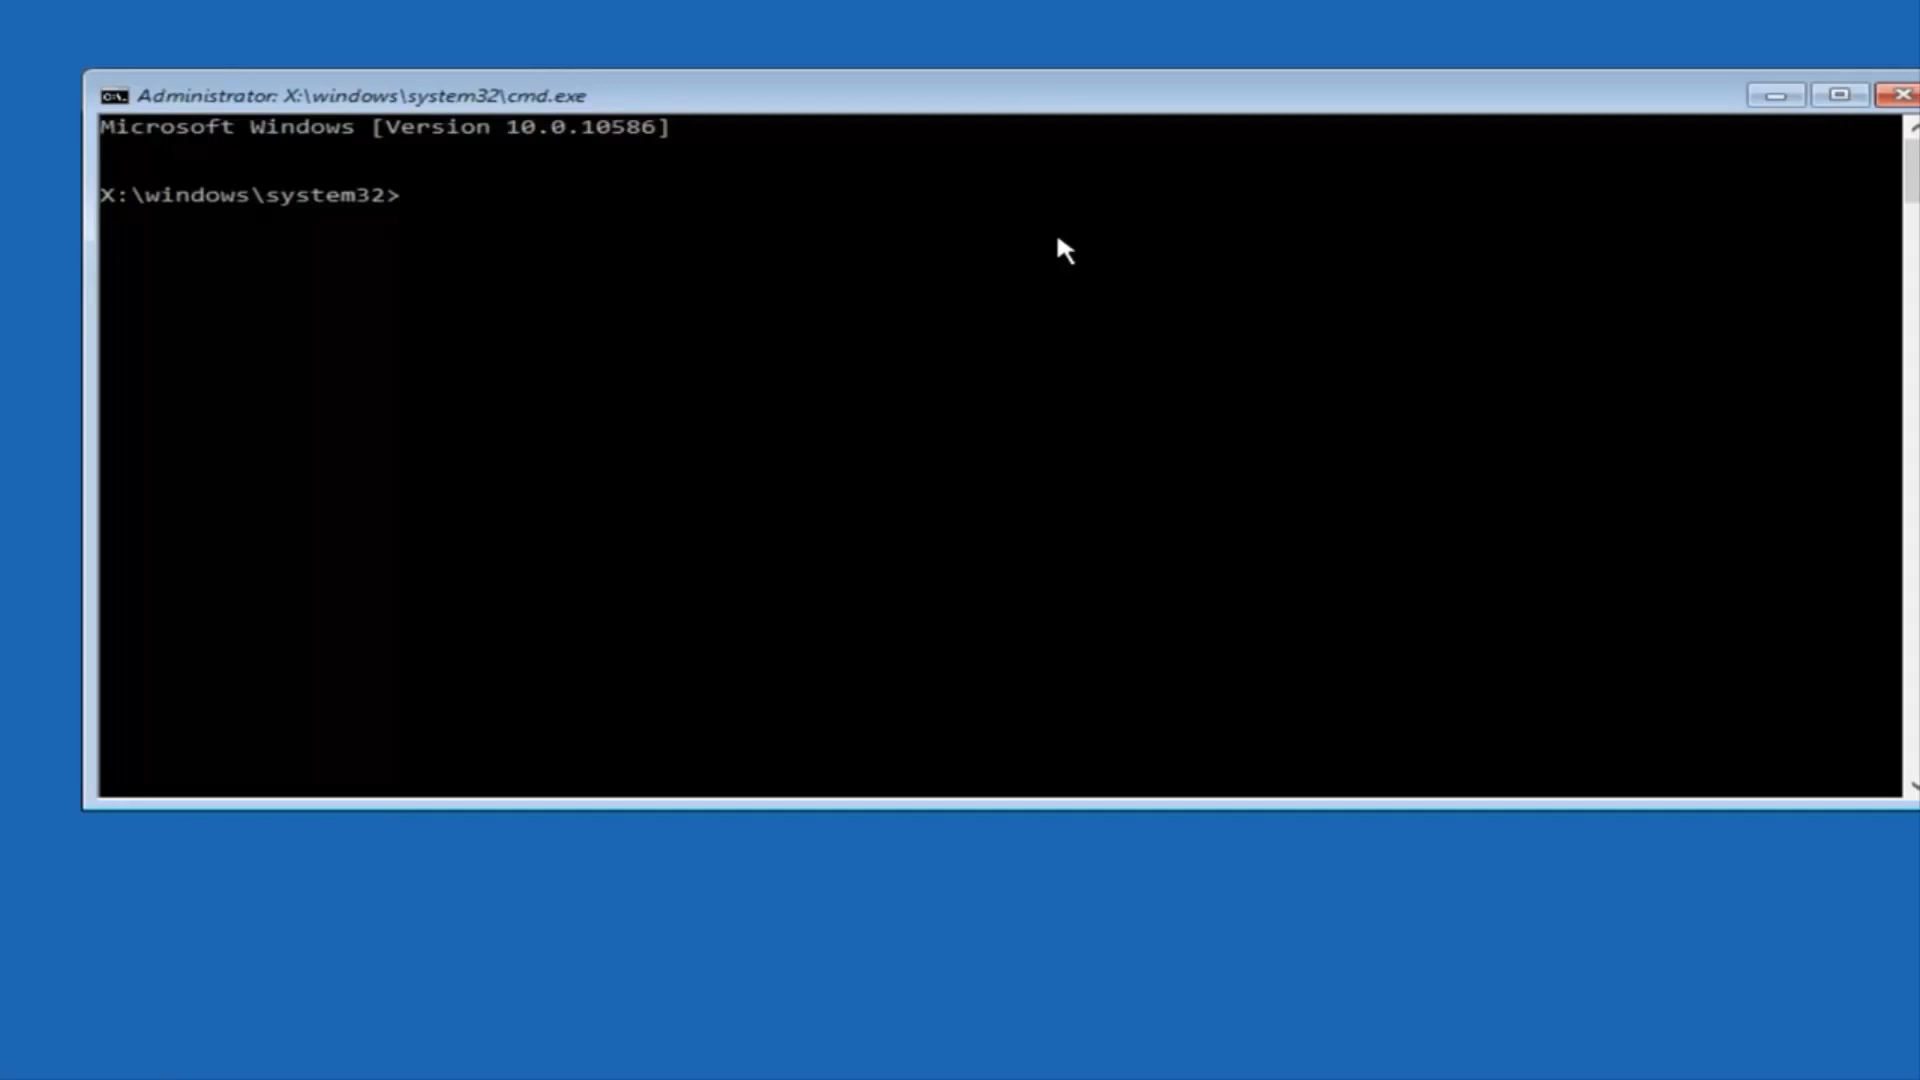 Administrator: X:\windows\system32\cmd.exe
Microsoft Windows [Version 10.0.10586]
X:\windows\system32>